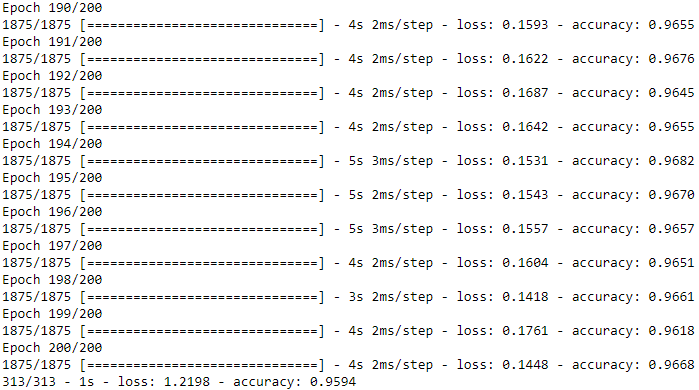 Epoch 190/200
1875/1875 [==============================] - 4s 2ms/step - loss: 0.1593 - accuracy: 0.9655
Epoch 191/200
1875/1875 [==============================] - 4s 2ms/step - loss: 0.1622 - accuracy: 0.9676
Epoch 192/200
1875/1875 [==============================] - 4s 2ms/step - loss: 0.1687 - accuracy: 0.9645
Epoch 193/200
1875/1875 [==============================] - 4s 2ms/step - loss: 0.1642 - accuracy: 0.9655
Epoch 194/200
1875/1875 [==============================] - 5s 3ms/step - loss: 0.1531 - accuracy: 0.9682
Epoch 195/200
1875/1875 [==============================] - 5s 2ms/step - loss: 0.1543 - accuracy: 0.9670
Epoch 196/200
1875/1875 [==============================] - 5s 3ms/step - loss: 0.1557 - accuracy: 0.9657
Epoch 197/200
1875/1875 [==============================] - 4s 2ms/step - loss: 0.1604 - accuracy: 0.9651
Epoch 198/200
1875/1875 [==============================] - 3s 2ms/step - loss: 0.1418 - accuracy: 0.9661
Epoch 199/200
1875/1875 [==============================] - 4s 2ms/step - loss: 0.1761 - accuracy: 0.9618
Epoch 200/200
1875/1875 [==============================] - 4s 2ms/step - loss: 0.1448 - accuracy: 0.9668
313/313 - 1s - loss: 1.2198 - accuracy: 0.9594